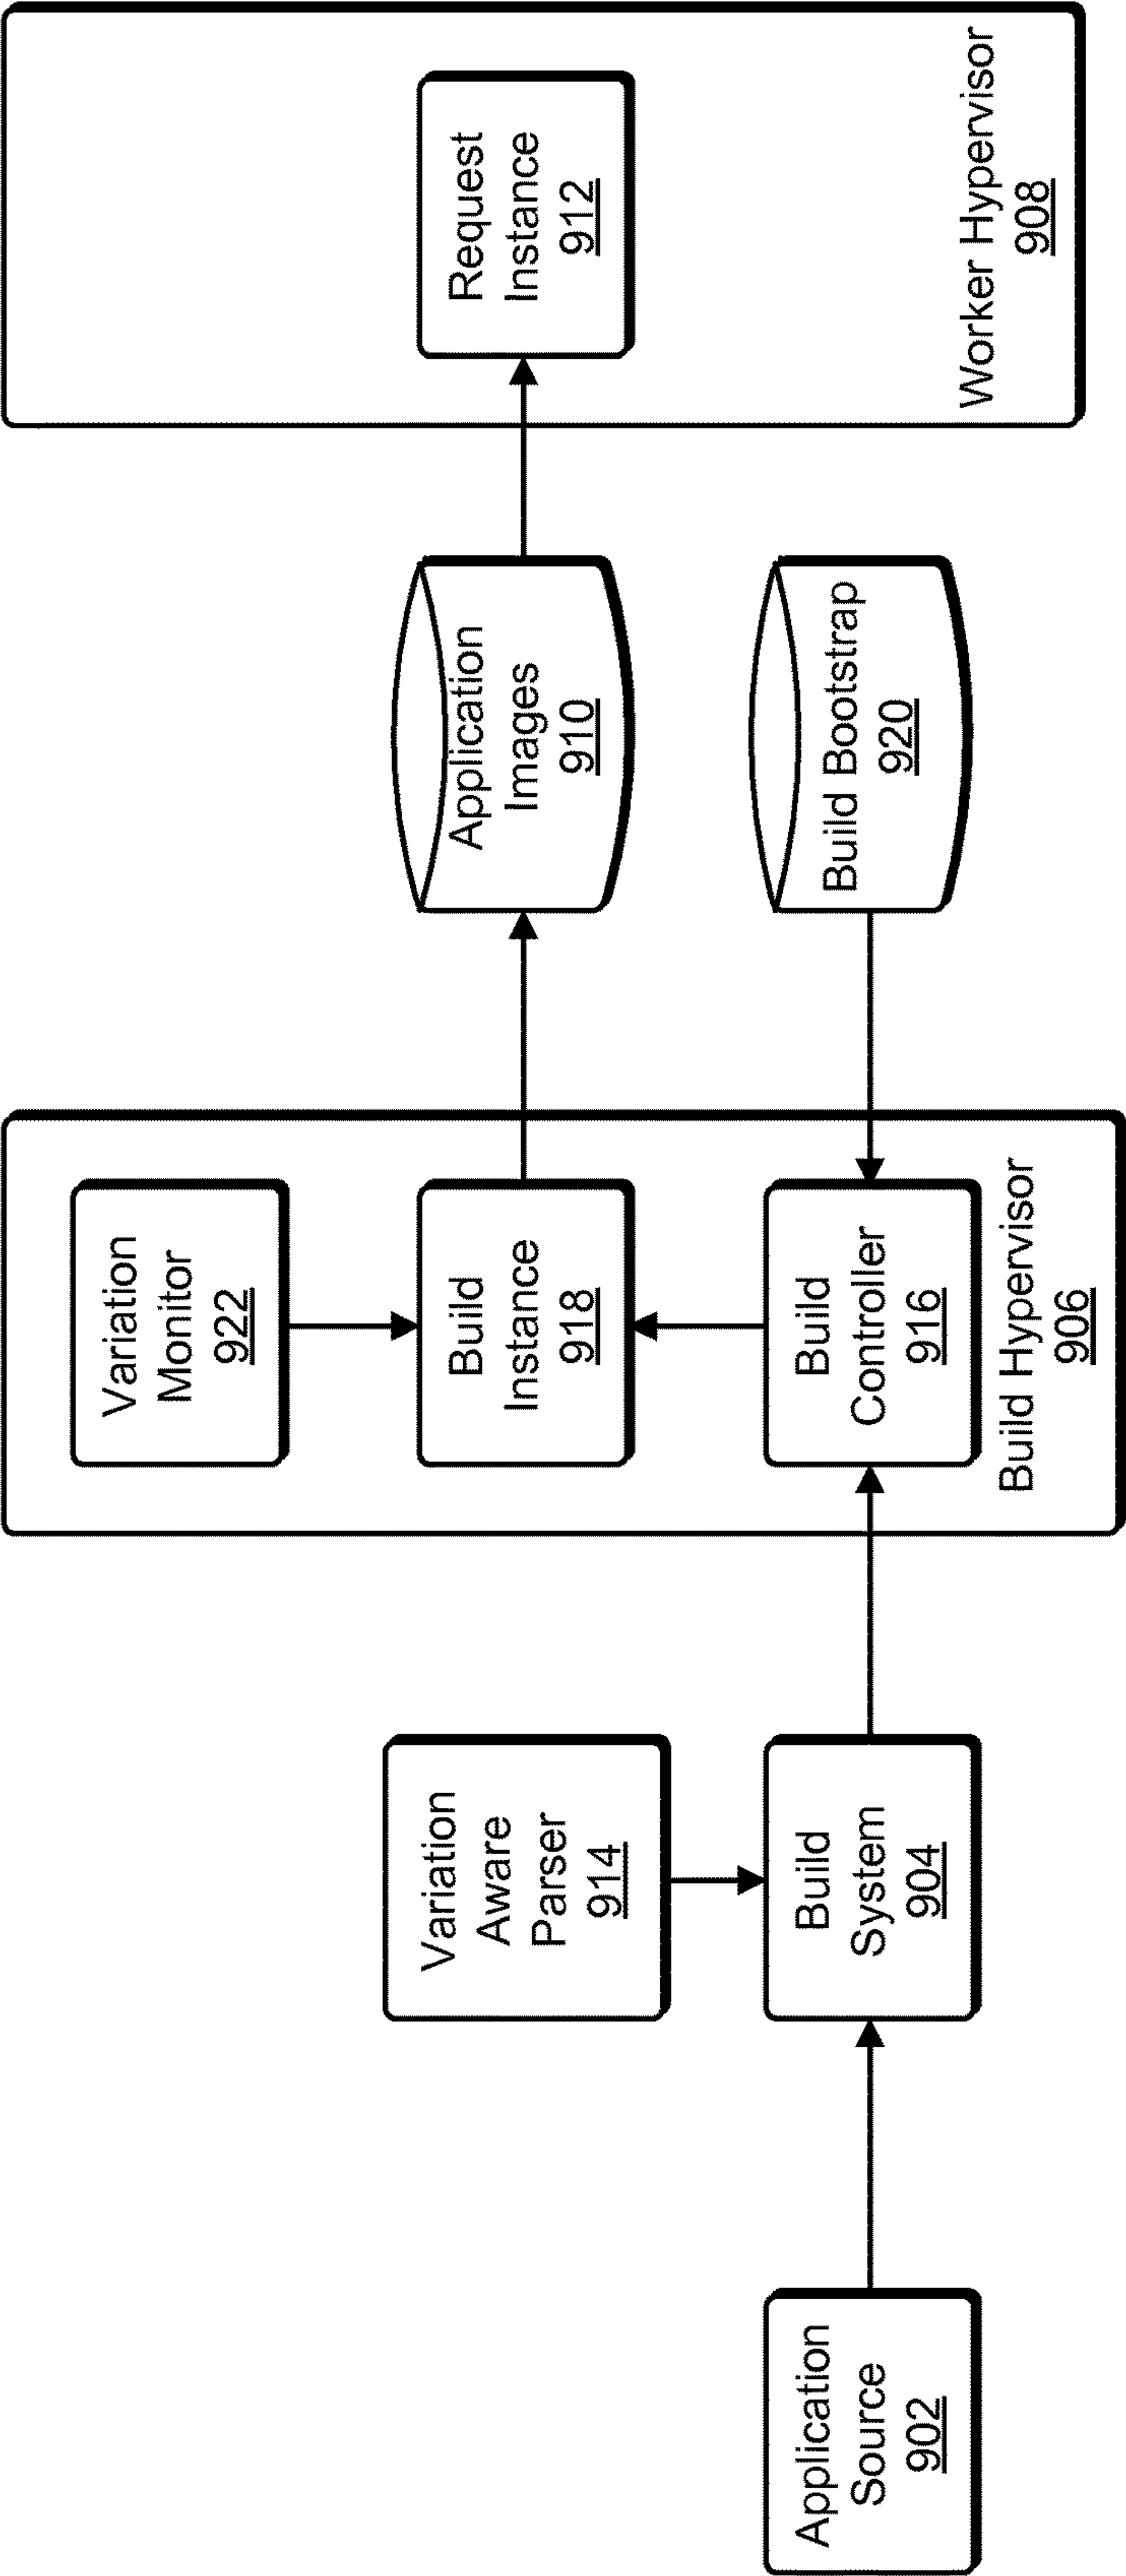 Variation
Monitor
922
Build
Instance
918
Build
Controller
916
Build Hypervisor
906
Application
Images
910
Build Bootstrap
920
Request
Instance
912
Worker Hypervisor
908
Variation
Aware
Parser
914
Build
System
904
Application
Source
902